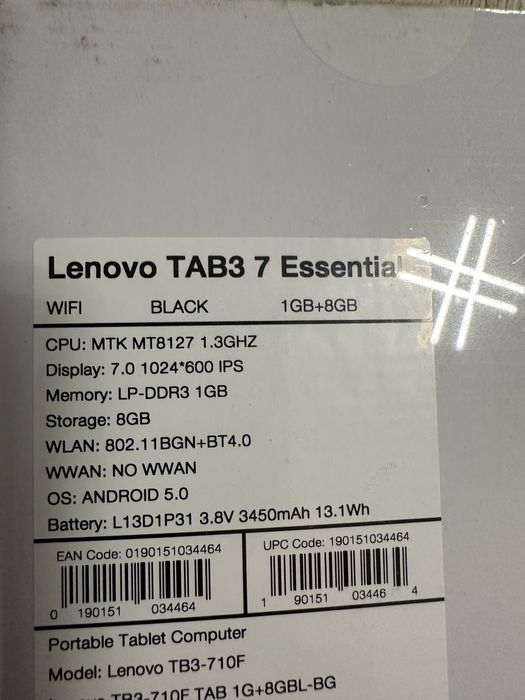 Lenovo TAB3 7 Essential
WIFI BLACK 1GB+8GB
CPU: MTK MT8127 1.3GHZ
Display: 7.0 1024*600 IPS
Memory: LP-DDR3 1GB
Storage: 8GB
WLAN: 802.11BGN+BT4.0
WWAN: NO WWAN
OS: ANDROID 5.0
Battery: L13D1P31 3.8V 3450mAh 13.1Wh
EAN Code: 0190151034464
0 190151 034464
UPC Code: 190151034464
1 90151 03446 4
Portable Tablet Computer
Model: Lenovo TB3-710F
Lenovo TB3-710F TAB 1G+8GBL-BG